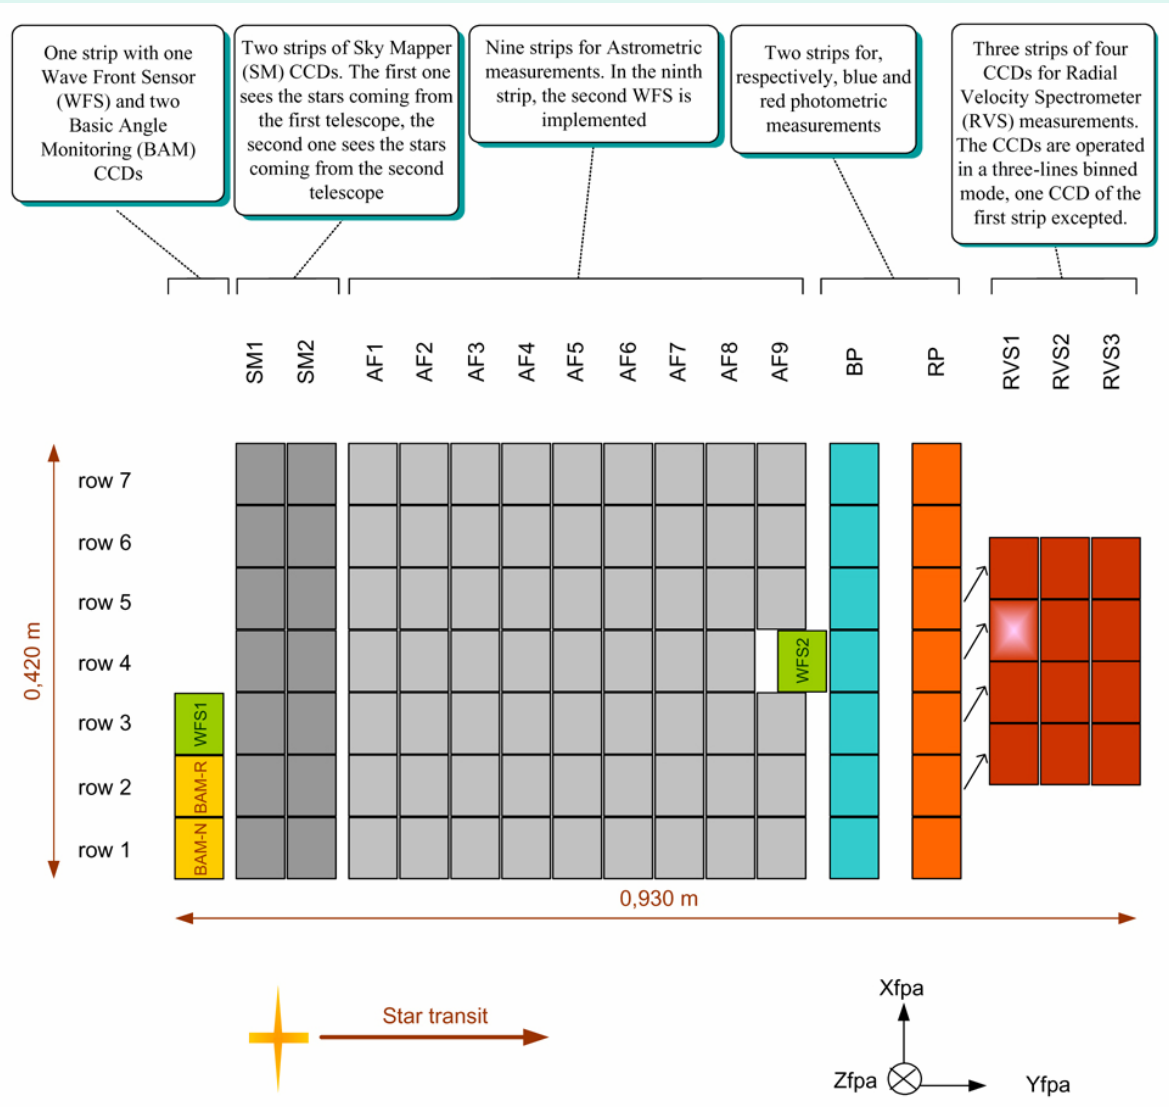 One strip with one
Wave Front Sensor
(WFS) and two
Basic Angle
Monitoring (BAM)
CCDs
Two strips of Sky Mapper
(SM) CCDs. The first one
sees the stars coming from
the first telescope, the
second one sees the stars
coming from the second
telescope
Nine strips for Astrometric
measurements. In the ninth
strip, the second WFS is
implemented
Two strips for,
respectively, blue and
red photometric
measurements
Three strips of four
CCDs for Radial
Velocity Spectrometer
(RVS) measurements.
The CCDs are operated
in a three-lines binned
mode, one CCD of the
first strip excepted.
SM1
SM2
AF1
AF2
AF3
AF4
AF5
AF6
AF7
AF8
AF9
BP
RP
RVS1
RVS2
RVS3
row 7
row 6
row 5
row 4
row 3
row 2
row 1
0,420 m
WFS1
BAM-R
BAM-N
WFS2
0,930 m
Star transit
Xfpa
Zfpa
Yfpa